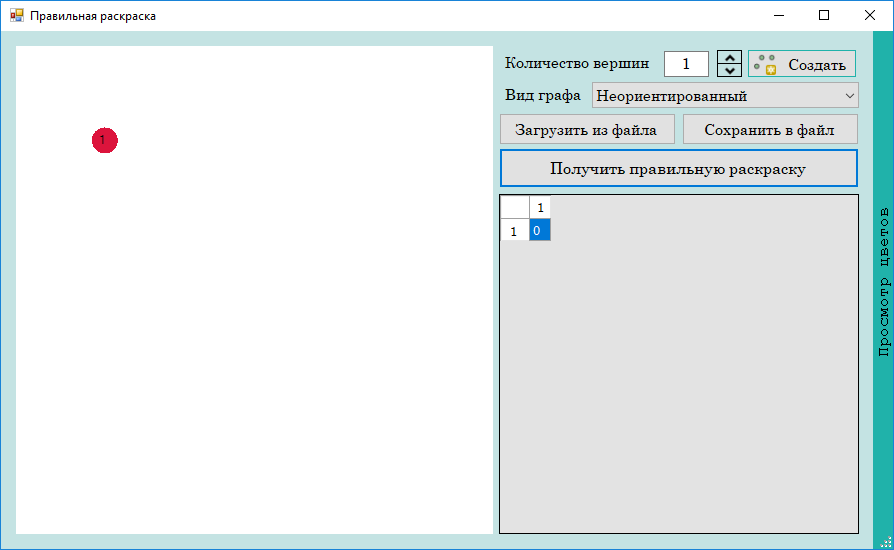 Правильная раскраска
1
Количество вершин 1 Создать
Вид графа Неориентированный
Загрузить из файла Сохранить в файл
Получить правильную раскраску
1
1 0
Просмотр цветов